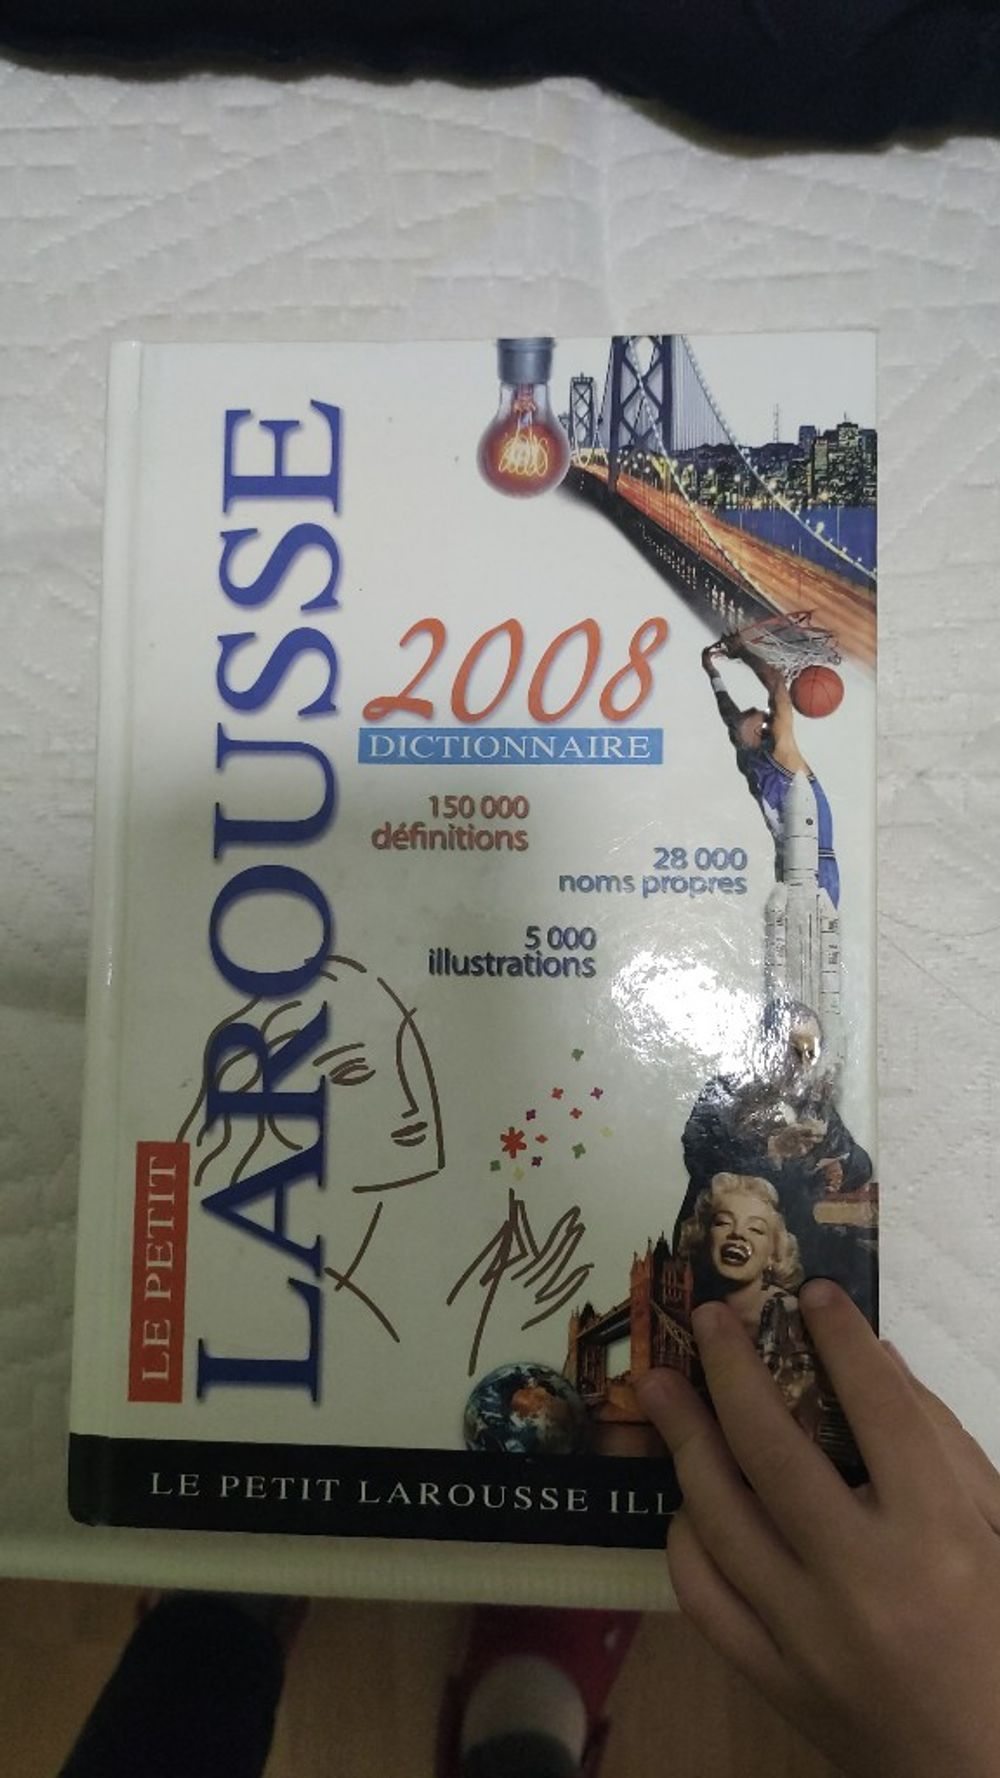 LE PETIT
LAROUSSE
2008
DICTIONNAIRE
150 000
définitions
28 000
noms propres
5 000
illustrations
LE PETIT LAROUSSE ILL